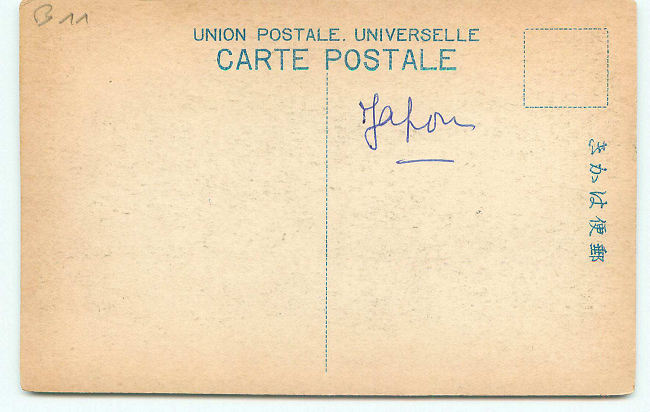 B 11
UNION POSTALE. UNIVERSELLE
CARTE POSTALE
Japon
郵便はかき